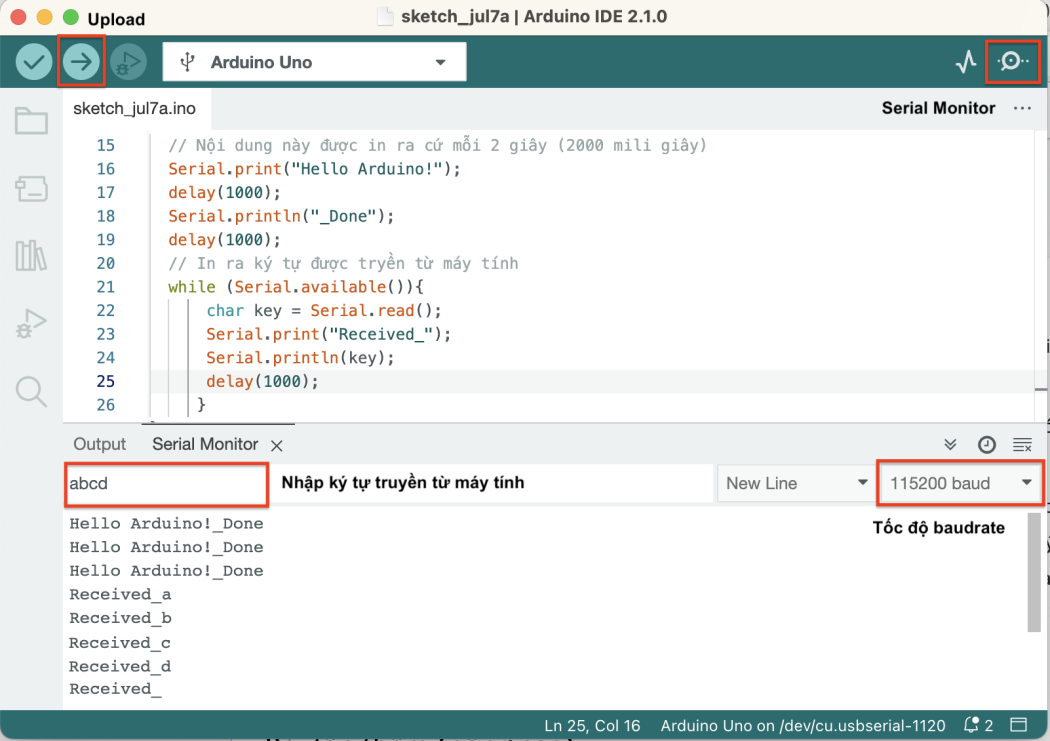 Upload
sketch_jul7a | Arduino IDE 2.1.0
Arduino Uno
sketch_jul7a.ino
Serial Monitor
15 // Nội dung này được in ra cứ mỗi 2 giây (2000 mili giây)
16 Serial.print("Hello Arduino!");
17 delay(1000);
18 Serial.println("_Done");
19 delay(1000);
20 // In ra ký tự được tryền từ máy tính
21 while (Serial.available()){
22 char key = Serial.read();
23 Serial.print("Received_");
24 Serial.println(key);
25 delay(1000);
26 }
Output Serial Monitor
abcd Nhập ký tự truyền từ máy tính New Line 115200 baud
Tốc độ baudrate
Hello Arduino!_Done
Hello Arduino!_Done
Hello Arduino!_Done
Received_a
Received_b
Received_c
Received_d
Received_
Ln 25, Col 16 Arduino Uno on /dev/cu.usbserial-1120 2